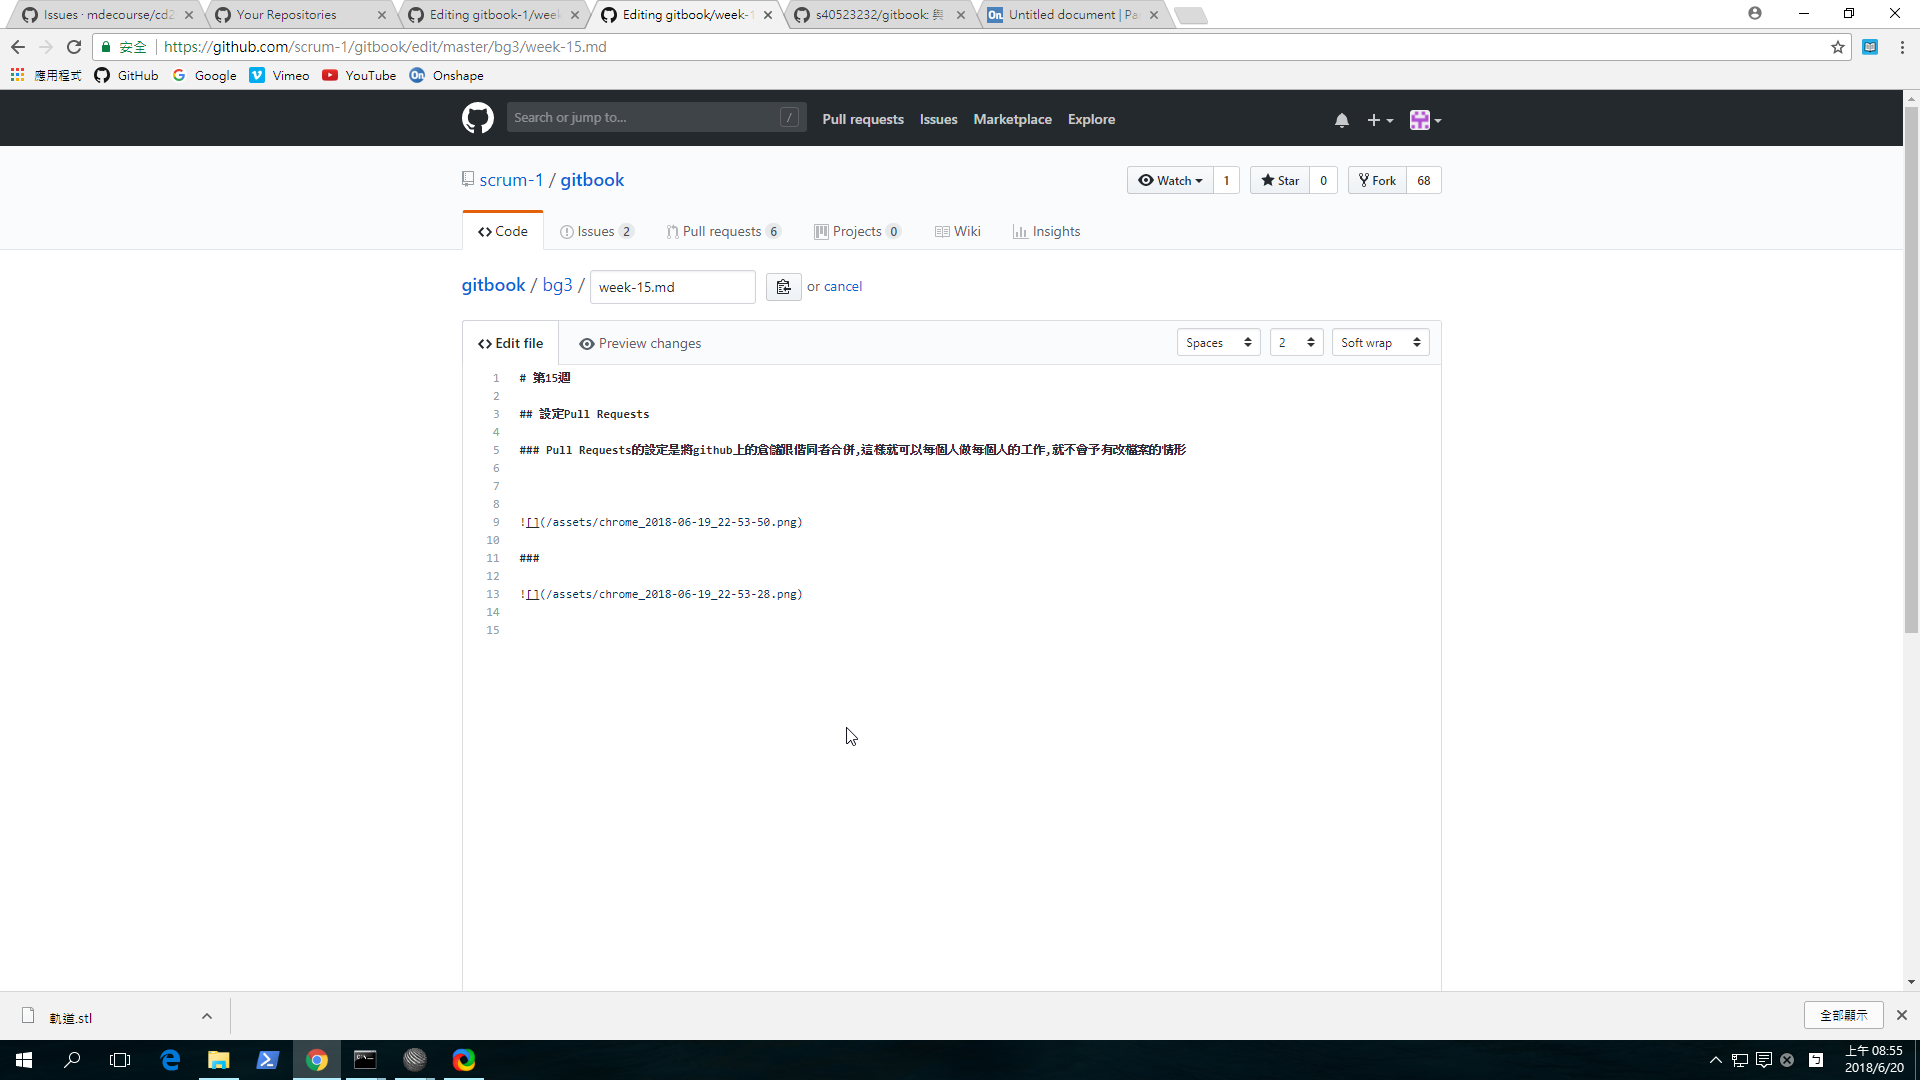 Issues · mdecourse/cd2
Your Repositories
Editing gitbook-1/week
Editing gitbook/week-1
s40523232/gitbook: 與
Untitled document | Pa
安全
https://github.com/scrum-1/gitbook/edit/master/bg3/week-15.md
應用程式
GitHub
Google
Vimeo
YouTube
Onshape
Search or jump to...
/
Pull requests
Issues
Marketplace
Explore
scrum-1 / gitbook
Watch 1
Star 0
Fork 68
Code
Issues 2
Pull requests 6
Projects 0
Wiki
Insights
gitbook / bg3 / week-15.md or cancel
Edit file
Preview changes
Spaces
2
Soft wrap
1 # 第15週
2
3 ## 設定Pull Requests
4
5 ### Pull Requests的設定是將github上的倉儲跟偕同者合併,這樣就可以每個人做每個人的工作,就不會予有改檔案的情形
6
7
8
9 ![](/assets/chrome_2018-06-19_22-53-50.png)
10
11 ###
12
13 ![](/assets/chrome_2018-06-19_22-53-28.png)
14
15
軌道.stl
全部顯示
上午 08:55
2018/6/20